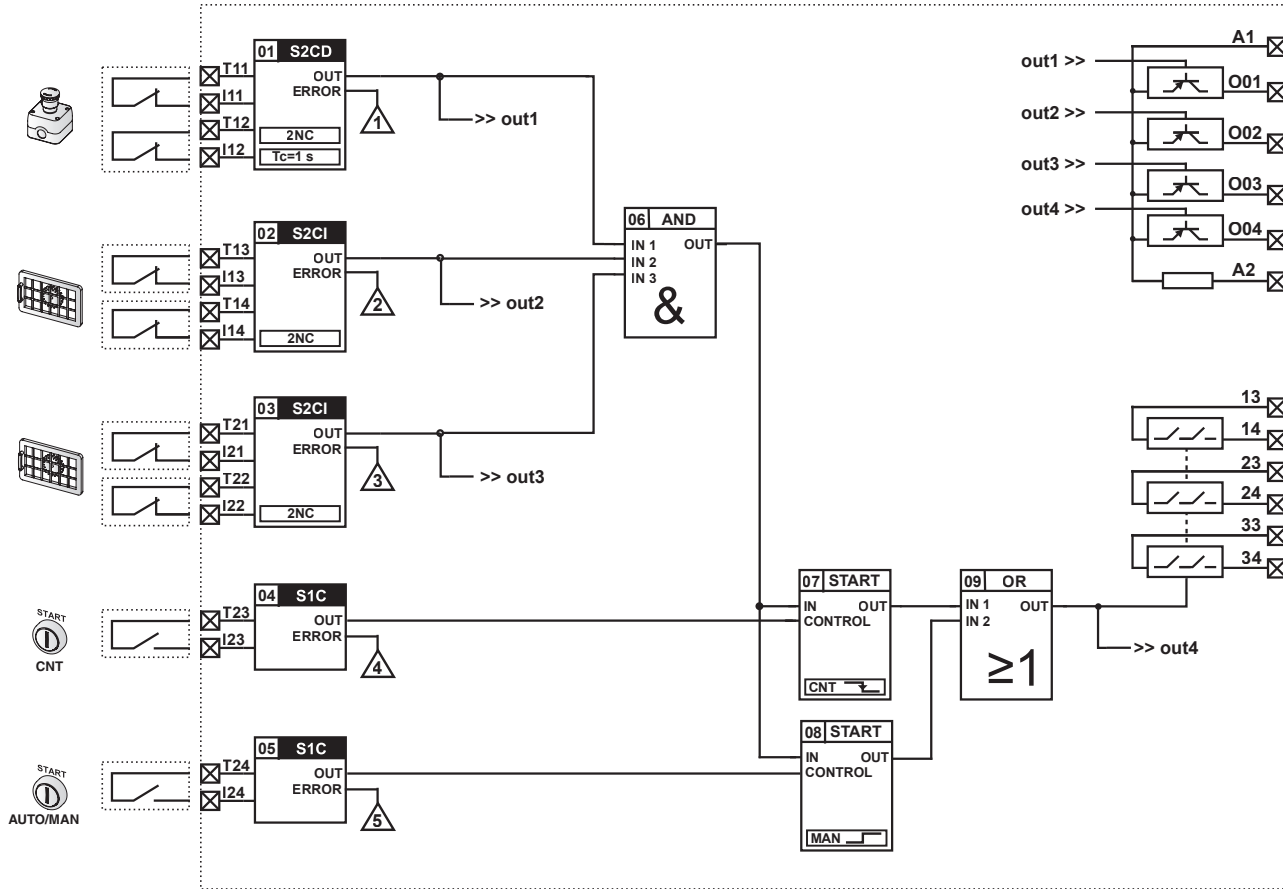 01 S2CD
T11
I11
T12
I12
OUT
ERROR
2NC
Tc=1 s
1
>> out1
02 S2CI
T13
I13
T14
I14
OUT
ERROR
2NC
2
>> out2
03 S2CI
T21
I21
T22
I22
OUT
ERROR
2NC
3
>> out3
START
CNT
04 S1C
T23
I23
OUT
ERROR
4
START
AUTO/MAN
05 S1C
T24
I24
OUT
ERROR
5
06 AND
IN 1 OUT
IN 2
IN 3
&
07 START
IN OUT
CONTROL
CNT
08 START
IN OUT
CONTROL
MAN
09 OR
IN 1 OUT
IN 2
≥1
>> out4
A1
out1 >>
O01
out2 >>
O02
out3 >>
O03
out4 >>
O04
A2
13
14
23
24
33
34